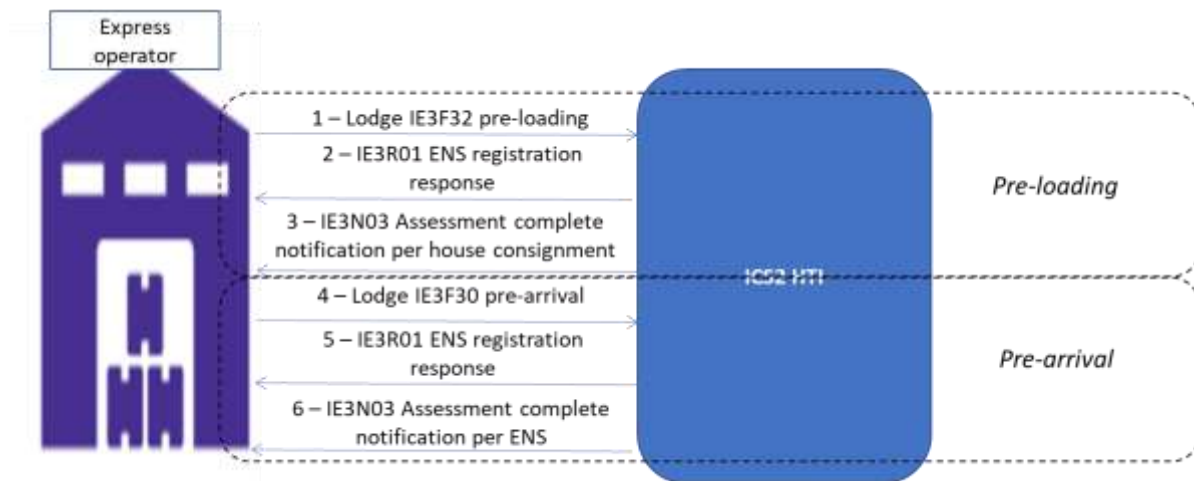 Express
operator
1 – Lodge IE3F32 pre-loading
2 – IE3R01 ENS registration
response
3 – IE3N03 Assessment complete
notification per house consignment
Pre-loading
ICS2 HTI
4 – Lodge IE3F30 pre-arrival
5 – IE3R01 ENS registration
response
6 – IE3N03 Assessment complete
notification per ENS
Pre-arrival